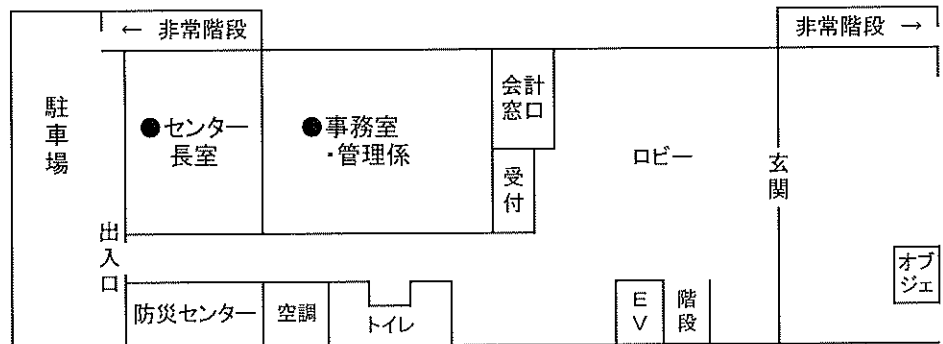 ← 非常階段
非常階段 →
駐車場
●センター
長室
●事務室
・管理係
会計
窓口
受付
ロビー
玄関
出入口
オブ
ジェ
防災センター
空調
トイレ
EV
階段